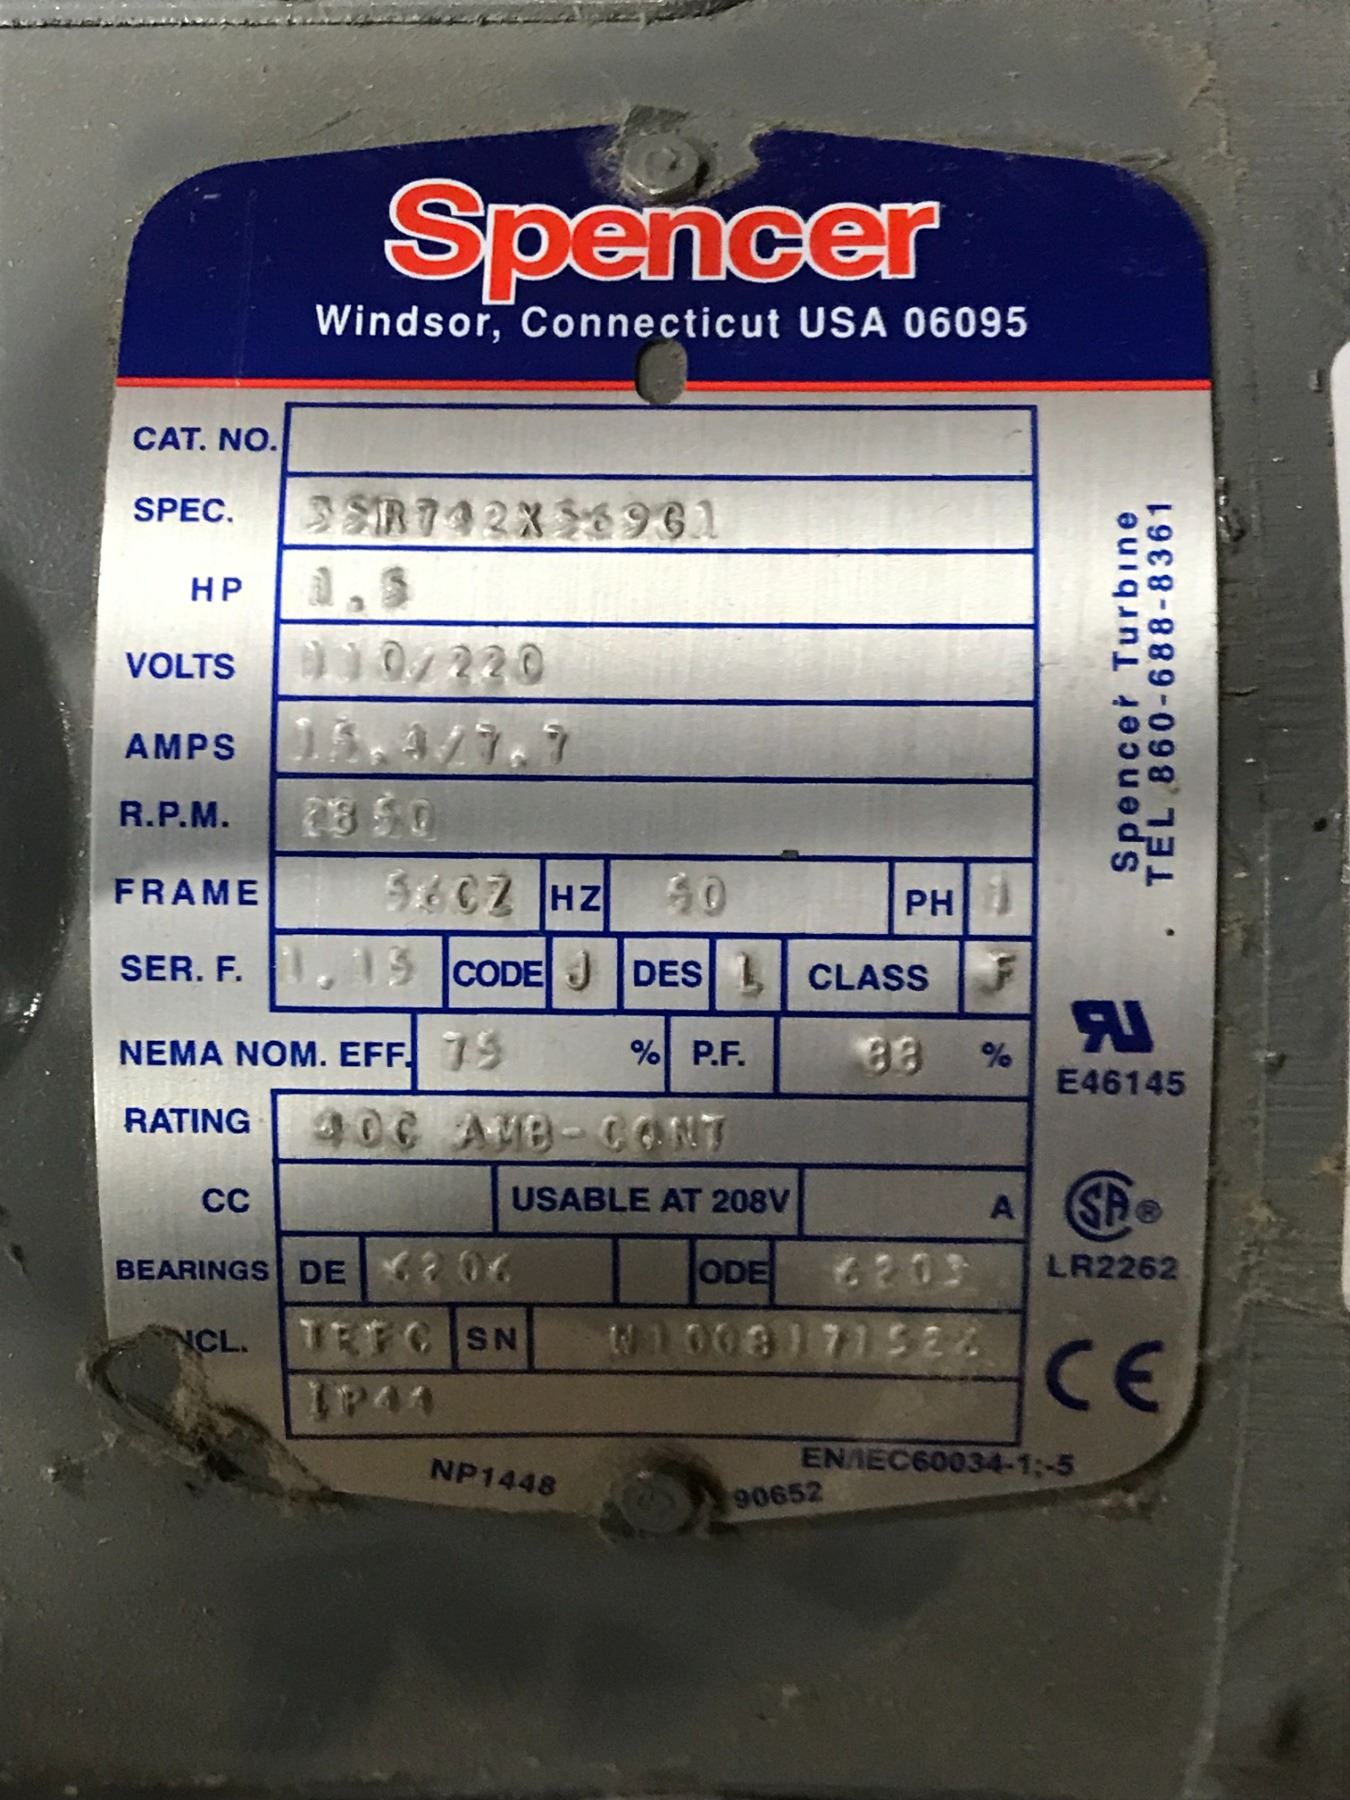 Spencer
Windsor, Connecticut USA 06095
CAT. NO.
SPEC.
HP 1.5
VOLTS 110/220
AMPS 15.4/7.7
R.P.M. 2850
FRAME 56CZ HZ 50 PH 1
SER. F. 1.15 CODE J DES L CLASS F
NEMA NOM. EFF. 75 % P.F. 88 %
RATING 40C AMB-CONT
CC USABLE AT 208V A
BEARINGS DE 6206 ODE 6203
NCL. TEFC SN
IP44
NP1448
90652
EN/IEC60034-1;-5
Spencer Turbine
TEL 860-688-8361
E46145
SA ®
LR2262
CE